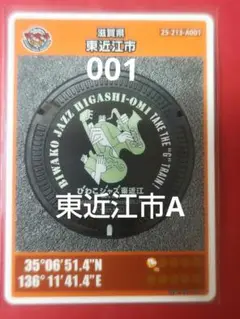 滋賀県
東近江市
25-213-A001
001
BIWAKO JAZZ HIGASHI-OMI TAKE THE "G" TRAIN!
びわこジャズ東近江
東近江市A
35°06'51.4"N
136°11'41.4"E